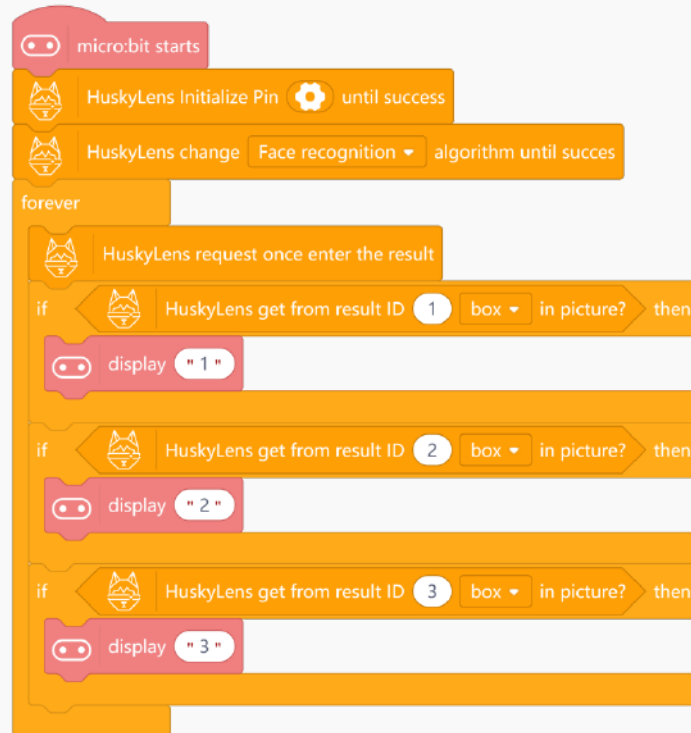 micro:bit starts
HuskyLens Initialize Pin until success
HuskyLens change Face recognition algorithm until succes
forever
HuskyLens request once enter the result
if HuskyLens get from result ID 1 box in picture? then
display "1"
if HuskyLens get from result ID 2 box in picture? then
display "2"
if HuskyLens get from result ID 3 box in picture? then
display "3"